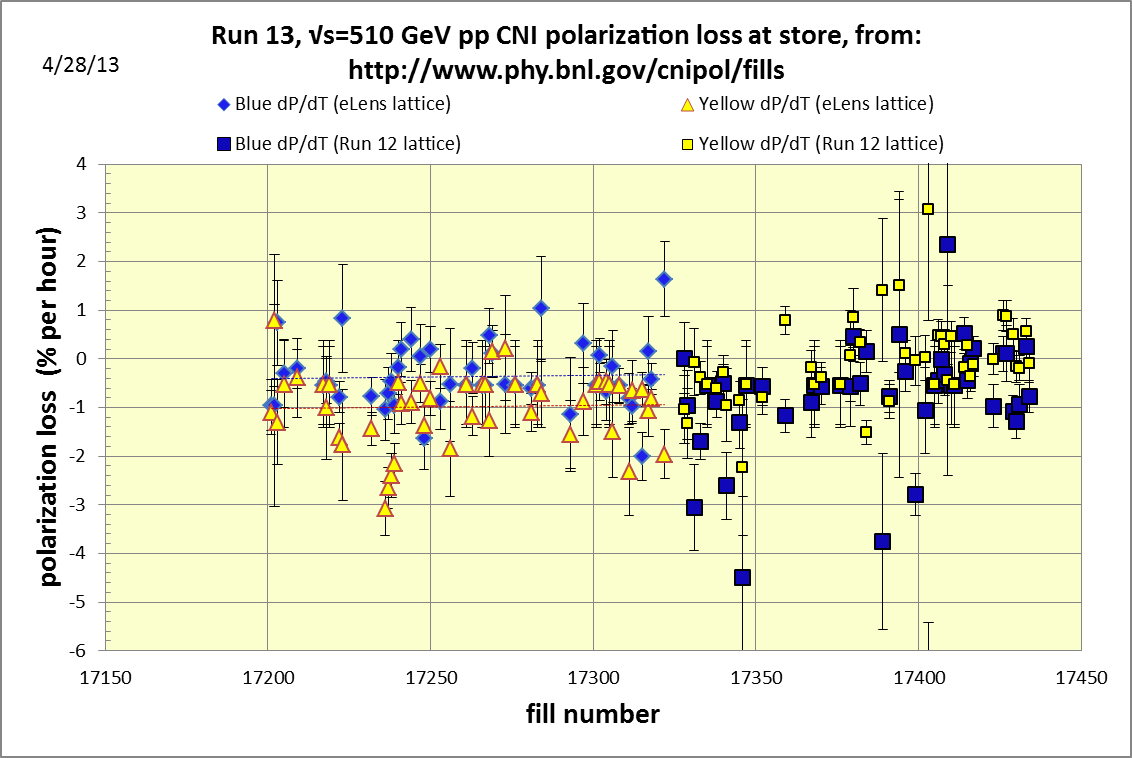 Run 13, √s=510 GeV pp CNI polarization loss at store, from:
http://www.phy.bnl.gov/cnipol/fills
4/28/13
Blue dP/dT (eLens lattice)
Yellow dP/dT (eLens lattice)
Blue dP/dT (Run 12 lattice)
Yellow dP/dT (Run 12 lattice)
polarization loss (% per hour)
4
3
2
1
0
-1
-2
-3
-4
-5
-6
17150
17200
17250
17300
17350
17400
17450
fill number